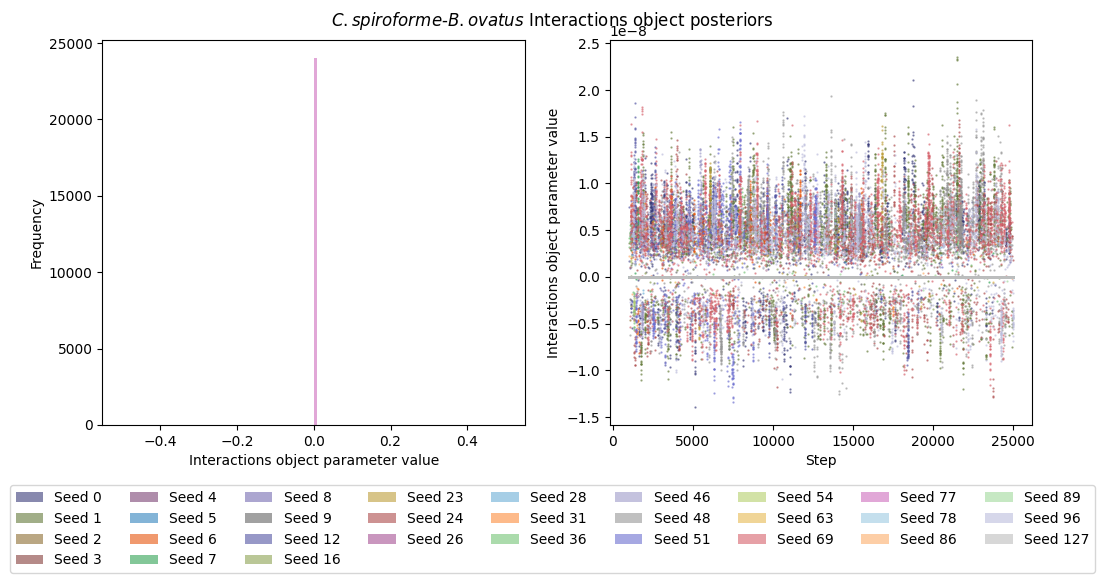 C. spiroforme-B. ovatus Interactions object posteriors
25000
20000
15000
10000
5000
0
Frequency
−0.4 −0.2 0.0 0.2 0.4
Interactions object parameter value
1e−8
2.5
2.0
1.5
1.0
0.5
0.0
−0.5
−1.0
−1.5
Interactions object parameter value
0 5000 10000 15000 20000 25000
Step
Seed 0 Seed 4 Seed 8 Seed 23 Seed 28 Seed 46 Seed 54 Seed 77 Seed 89
Seed 1 Seed 5 Seed 9 Seed 24 Seed 31 Seed 48 Seed 63 Seed 78 Seed 96
Seed 2 Seed 6 Seed 12 Seed 26 Seed 36 Seed 51 Seed 69 Seed 86 Seed 127
Seed 3 Seed 7 Seed 16